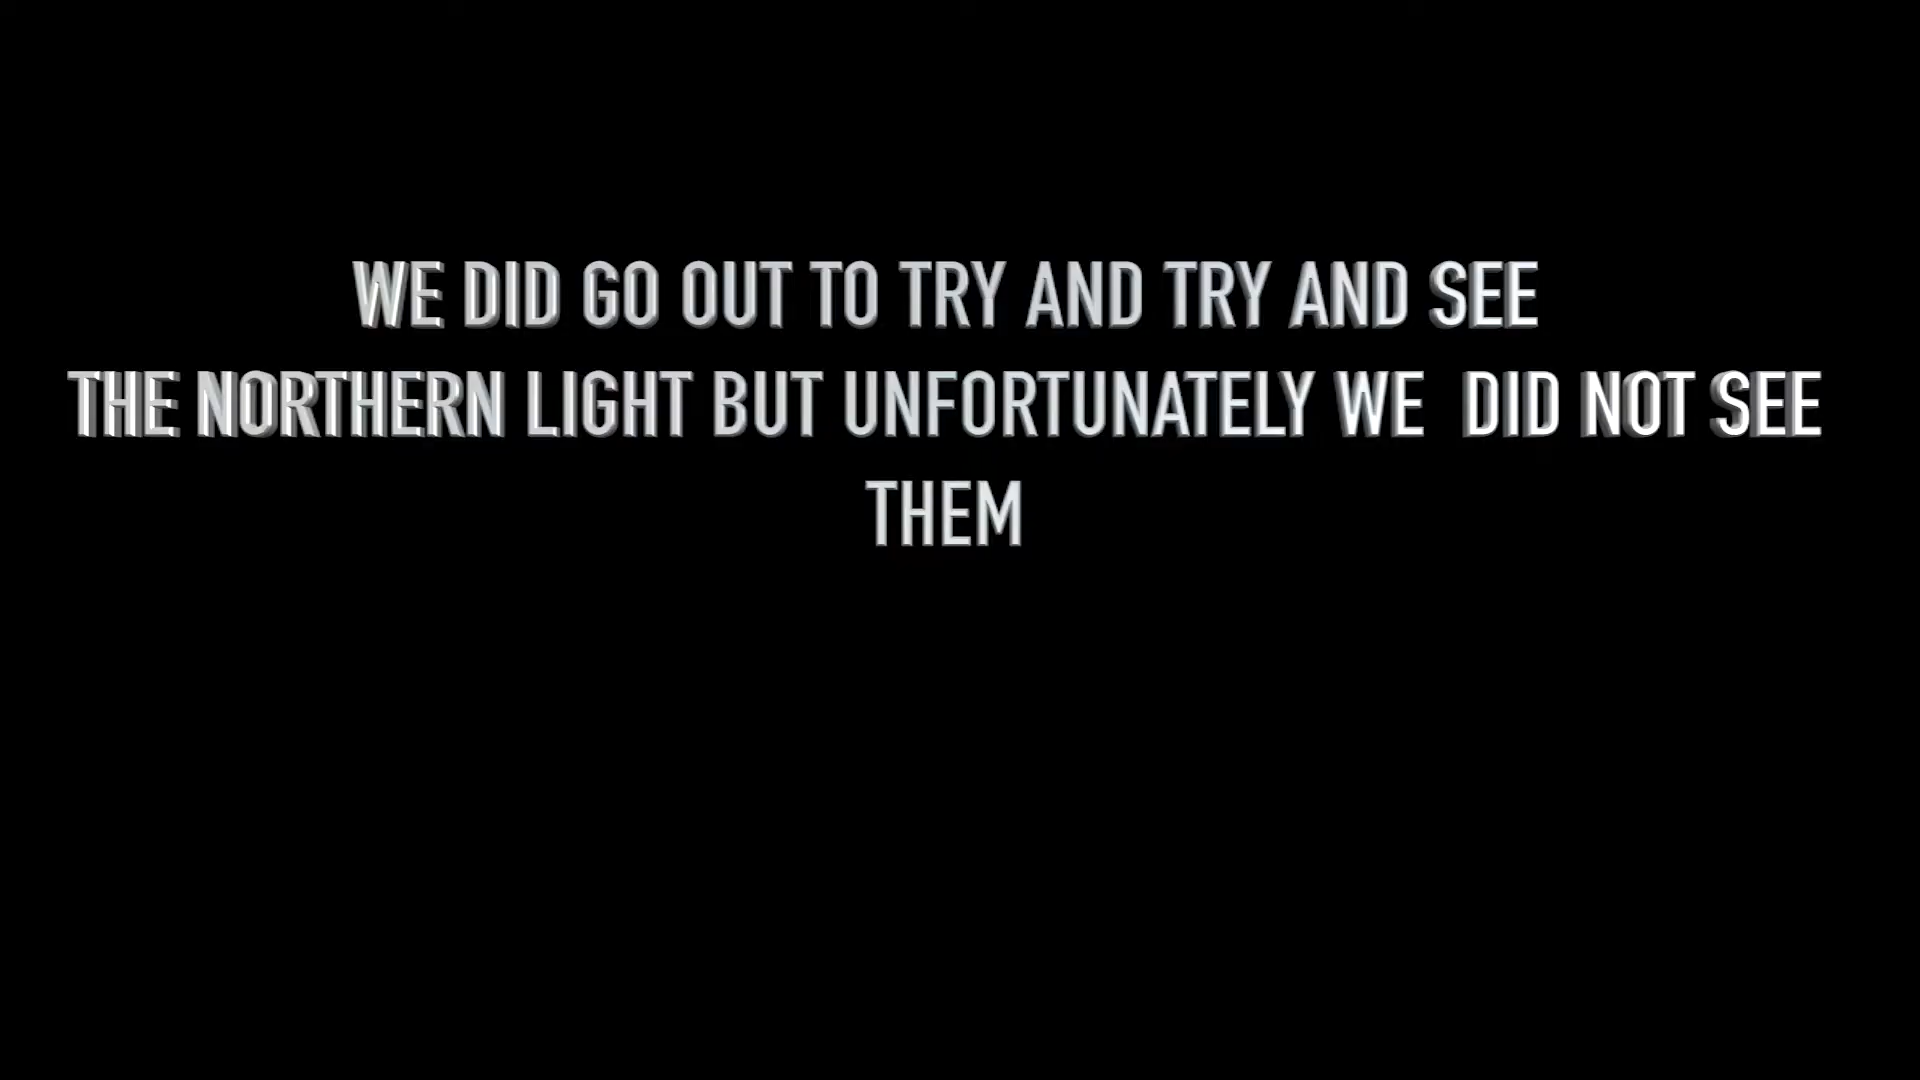 WE DID GO OUT TO TRY AND TRY AND SEE
THE NORTHERN LIGHT BUT UNFORTUNATELY WE  DID NOT SEE
THEM